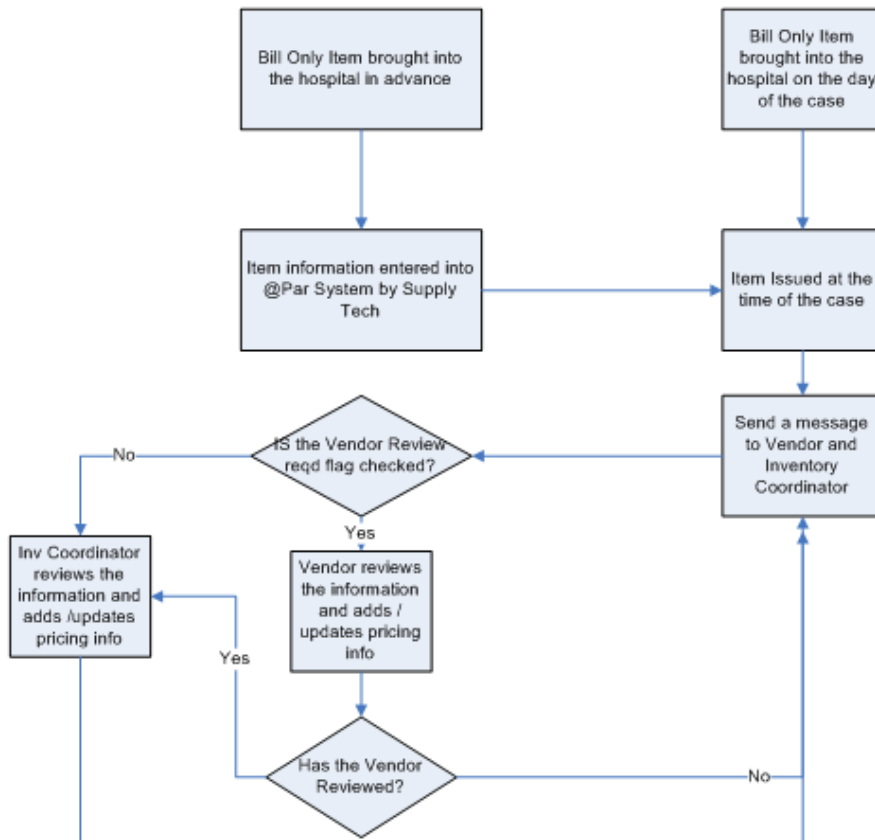 Bill Only Item brought into
the hospital in advance
Bill Only Item
brought into the
hospital on the day
of the case
Item information entered into
@Par System by Supply
Tech
Item Issued at the
time of the case
IS the Vendor Review
reqd flag checked?
Send a message
to Vendor and
Inventory
Coordinator
No
Yes
Inv Coordinator
reviews the
information and
adds /updates
pricing info
Vendor reviews
the information
and adds /
updates pricing
info
Yes
Has the Vendor
Reviewed?
No